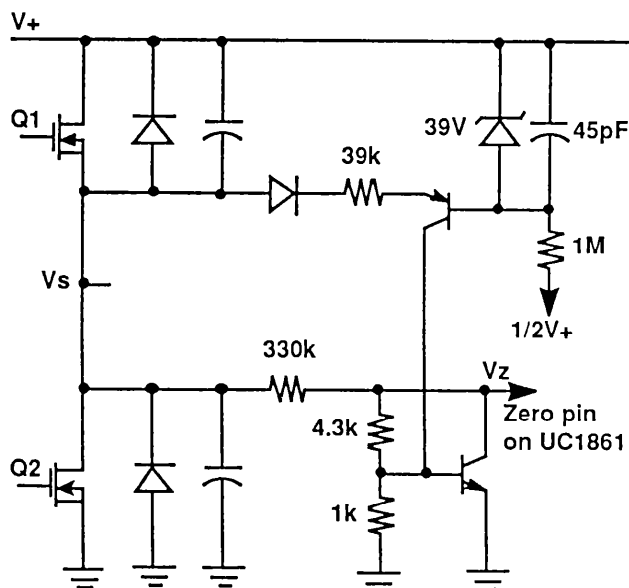 V+
Q1
39V
45pF
39k
1M
Vs
1/2V+
330k
Vz
Zero pin
on UC1861
4.3k
Q2
1k